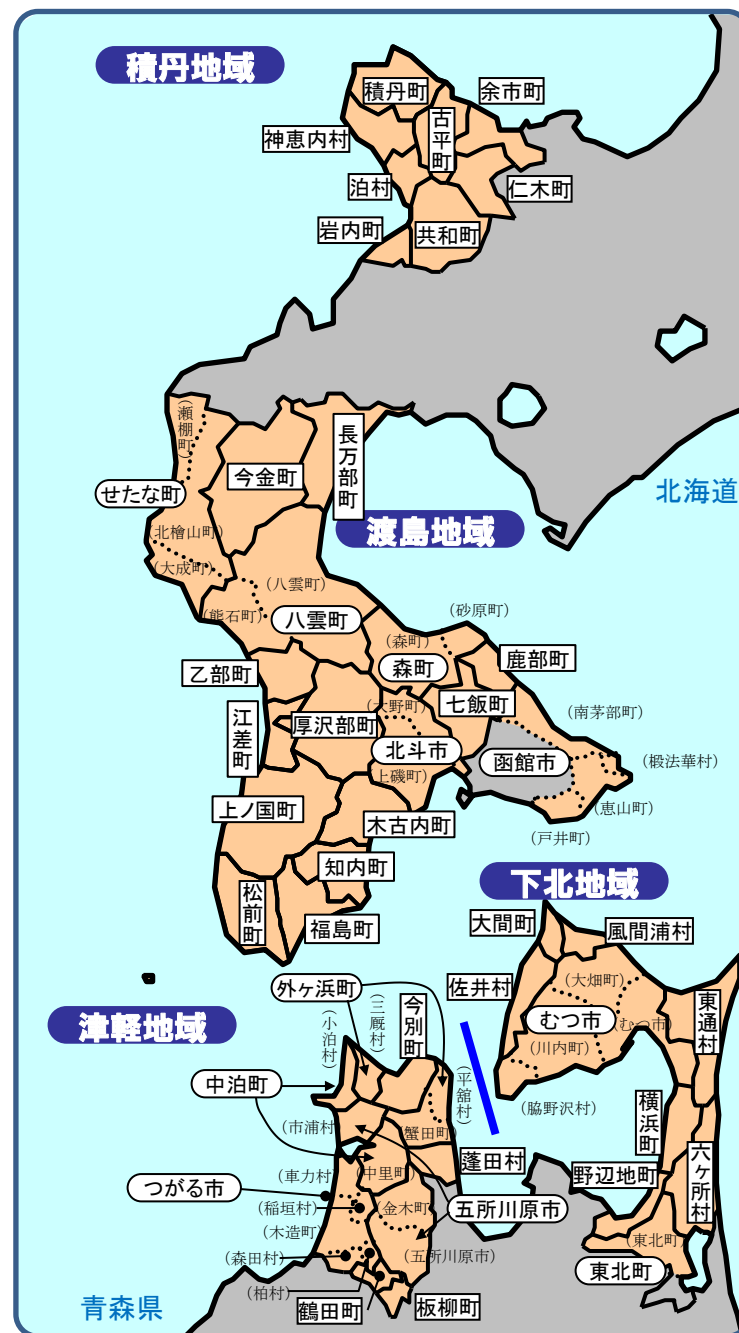 積丹地域
積丹町
余市町
古平町
神恵内村
泊村
仁木町
岩内町
共和町
(瀬棚町)
長万部町
今金町
せたな町
北海道
渡島地域
(北檜山町)
(大成町)
(八雲町)
(熊石町)
八雲町
(砂原町)
(森町)
森町
鹿部町
乙部町
七飯町
(大野町)
(南茅部町)
江差町
厚沢部町
北斗市
函館市
(椴法華村)
(上磯町)
(恵山町)
上ノ国町
木古内町
(戸井町)
知内町
下北地域
松前町
福島町
大間町
風間浦村
外ヶ浜町
佐井村
(大畑町)
東通村
津軽地域
(小泊村)
(三厩村)
今別町
むつ市
(むつ市)
(川内町)
中泊町
(平舘村)
(脇野沢村)
横浜町
(市浦村)
(蟹田町)
蓬田村
六ヶ所村
(中里町)
野辺地町
(車力村)
つがる市
(稲垣村)
(金木町)
五所川原市
(木造町)
(東北町)
(森田村)
(五所川原市)
東北町
(柏村)
鶴田町
板柳町
青森県